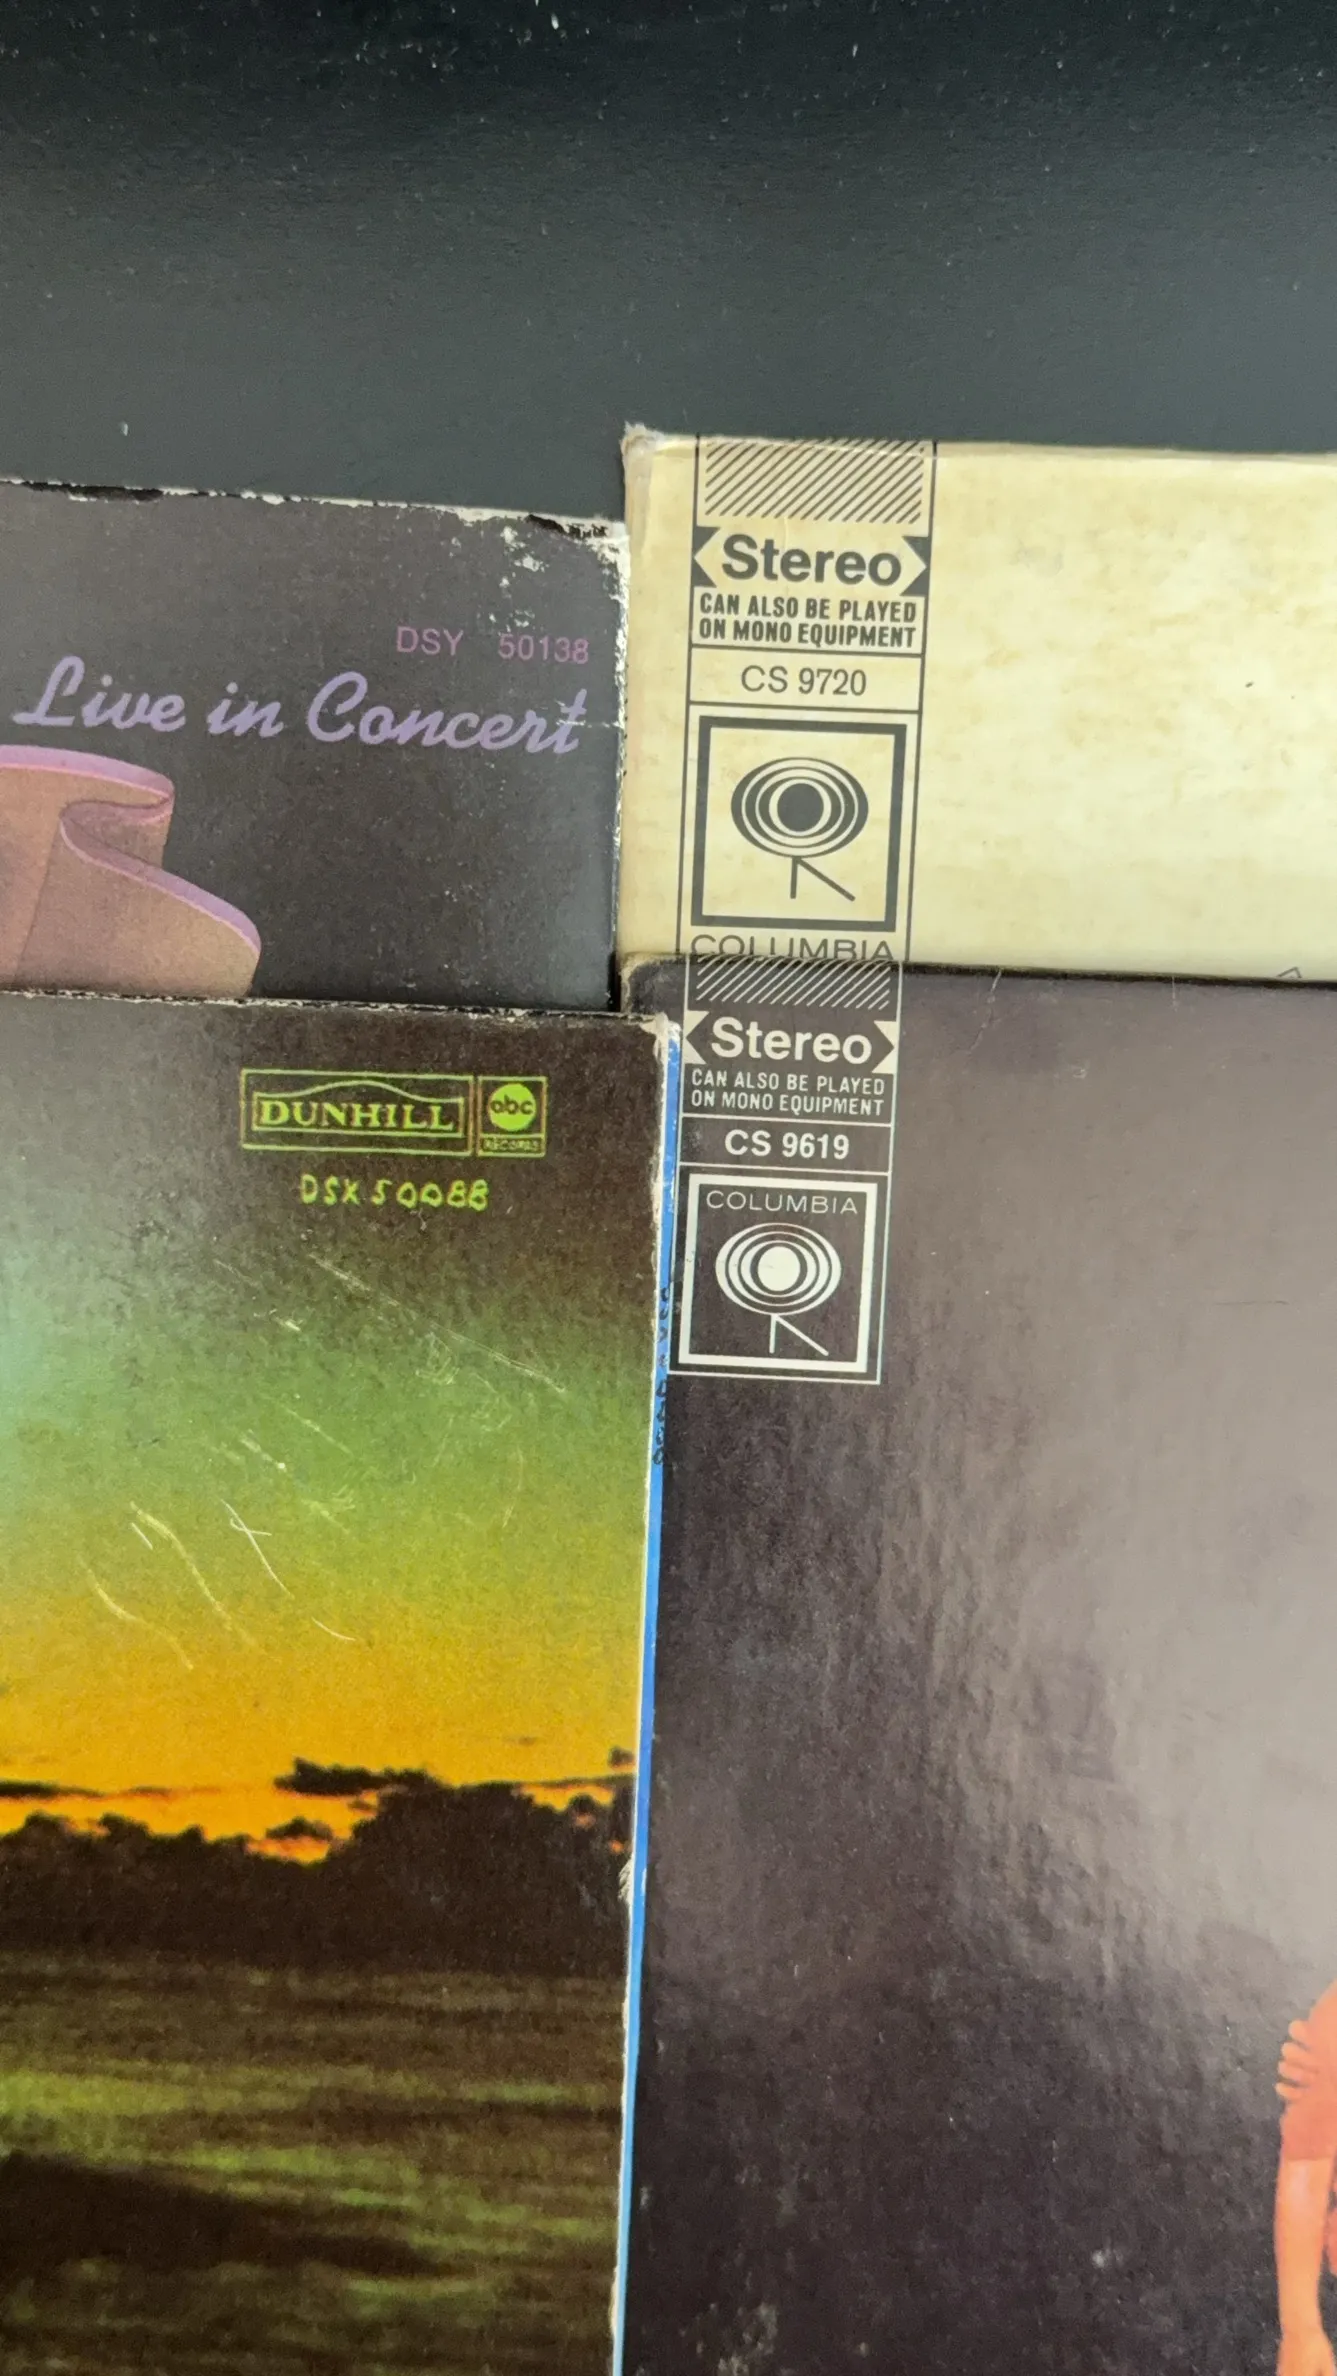 DSY 50138
Live in Concert
Stereo
CAN ALSO BE PLAYED
ON MONO EQUIPMENT
CS 9720
COLUMBIA
Stereo
CAN ALSO BE PLAYED
ON MONO EQUIPMENT
CS 9619
COLUMBIA
DUNHILL
abc
RECORDS
DSX 50088